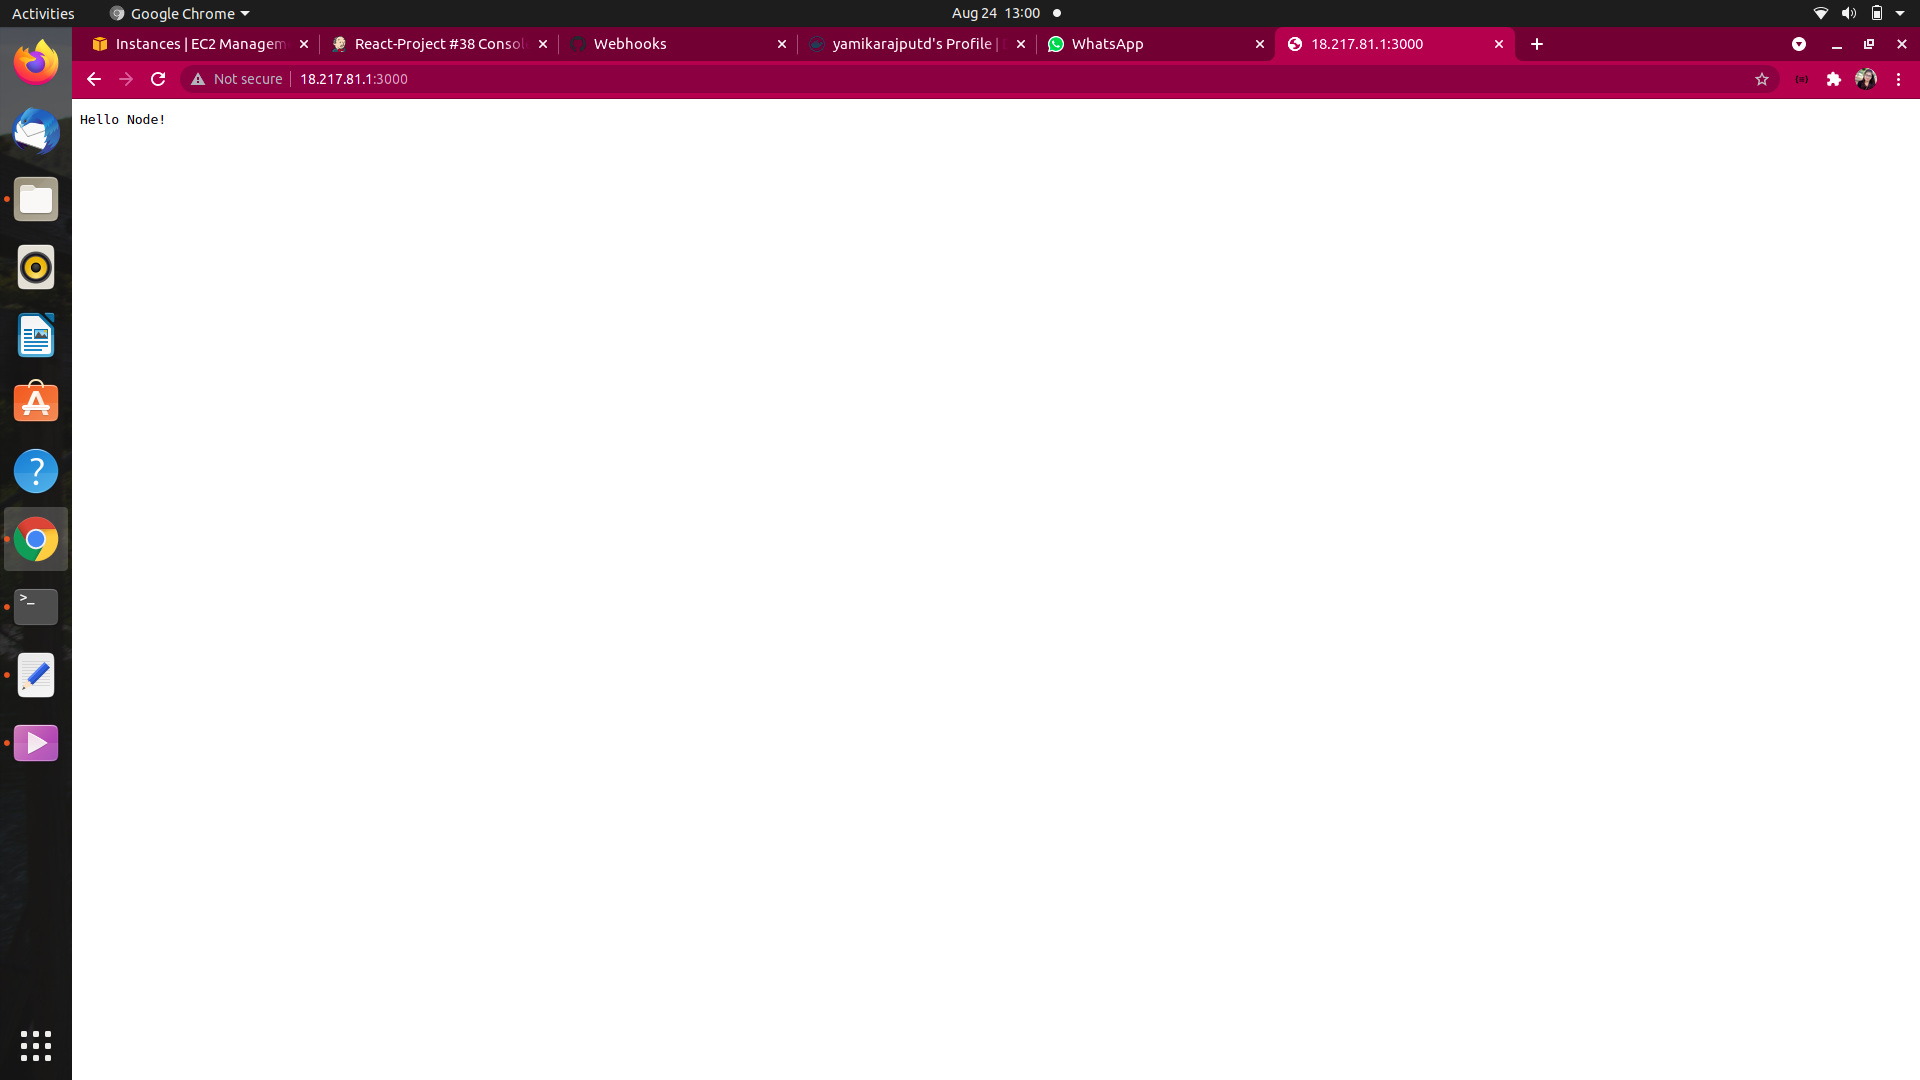 Activities
Google Chrome
Aug 24 13:00
Instances | EC2 Managem
React-Project #38 Consol
Webhooks
yamikarajputd's Profile |
WhatsApp
18.217.81.1:3000
Not secure
18.217.81.1:3000
Hello Node!